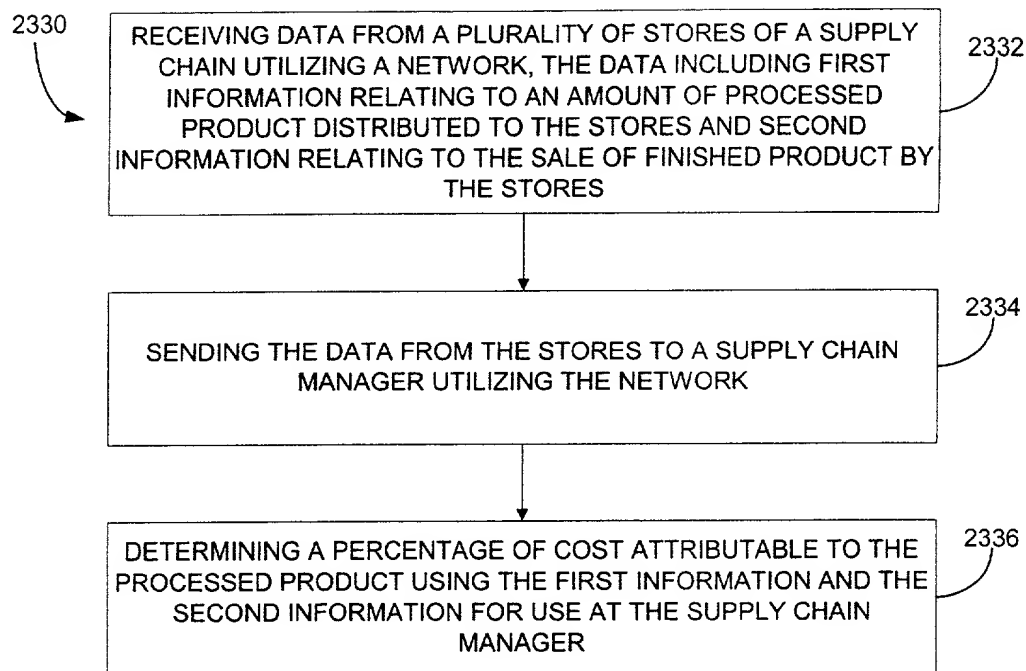 2330
RECEIVING DATA FROM A PLURALITY OF STORES OF A SUPPLY
CHAIN UTILIZING A NETWORK, THE DATA INCLUDING FIRST
INFORMATION RELATING TO AN AMOUNT OF PROCESSED
PRODUCT DISTRIBUTED TO THE STORES AND SECOND
INFORMATION RELATING TO THE SALE OF FINISHED PRODUCT BY
THE STORES
2332
SENDING THE DATA FROM THE STORES TO A SUPPLY CHAIN
MANAGER UTILIZING THE NETWORK
2334
DETERMINING A PERCENTAGE OF COST ATTRIBUTABLE TO THE
PROCESSED PRODUCT USING THE FIRST INFORMATION AND THE
SECOND INFORMATION FOR USE AT THE SUPPLY CHAIN
MANAGER
2336